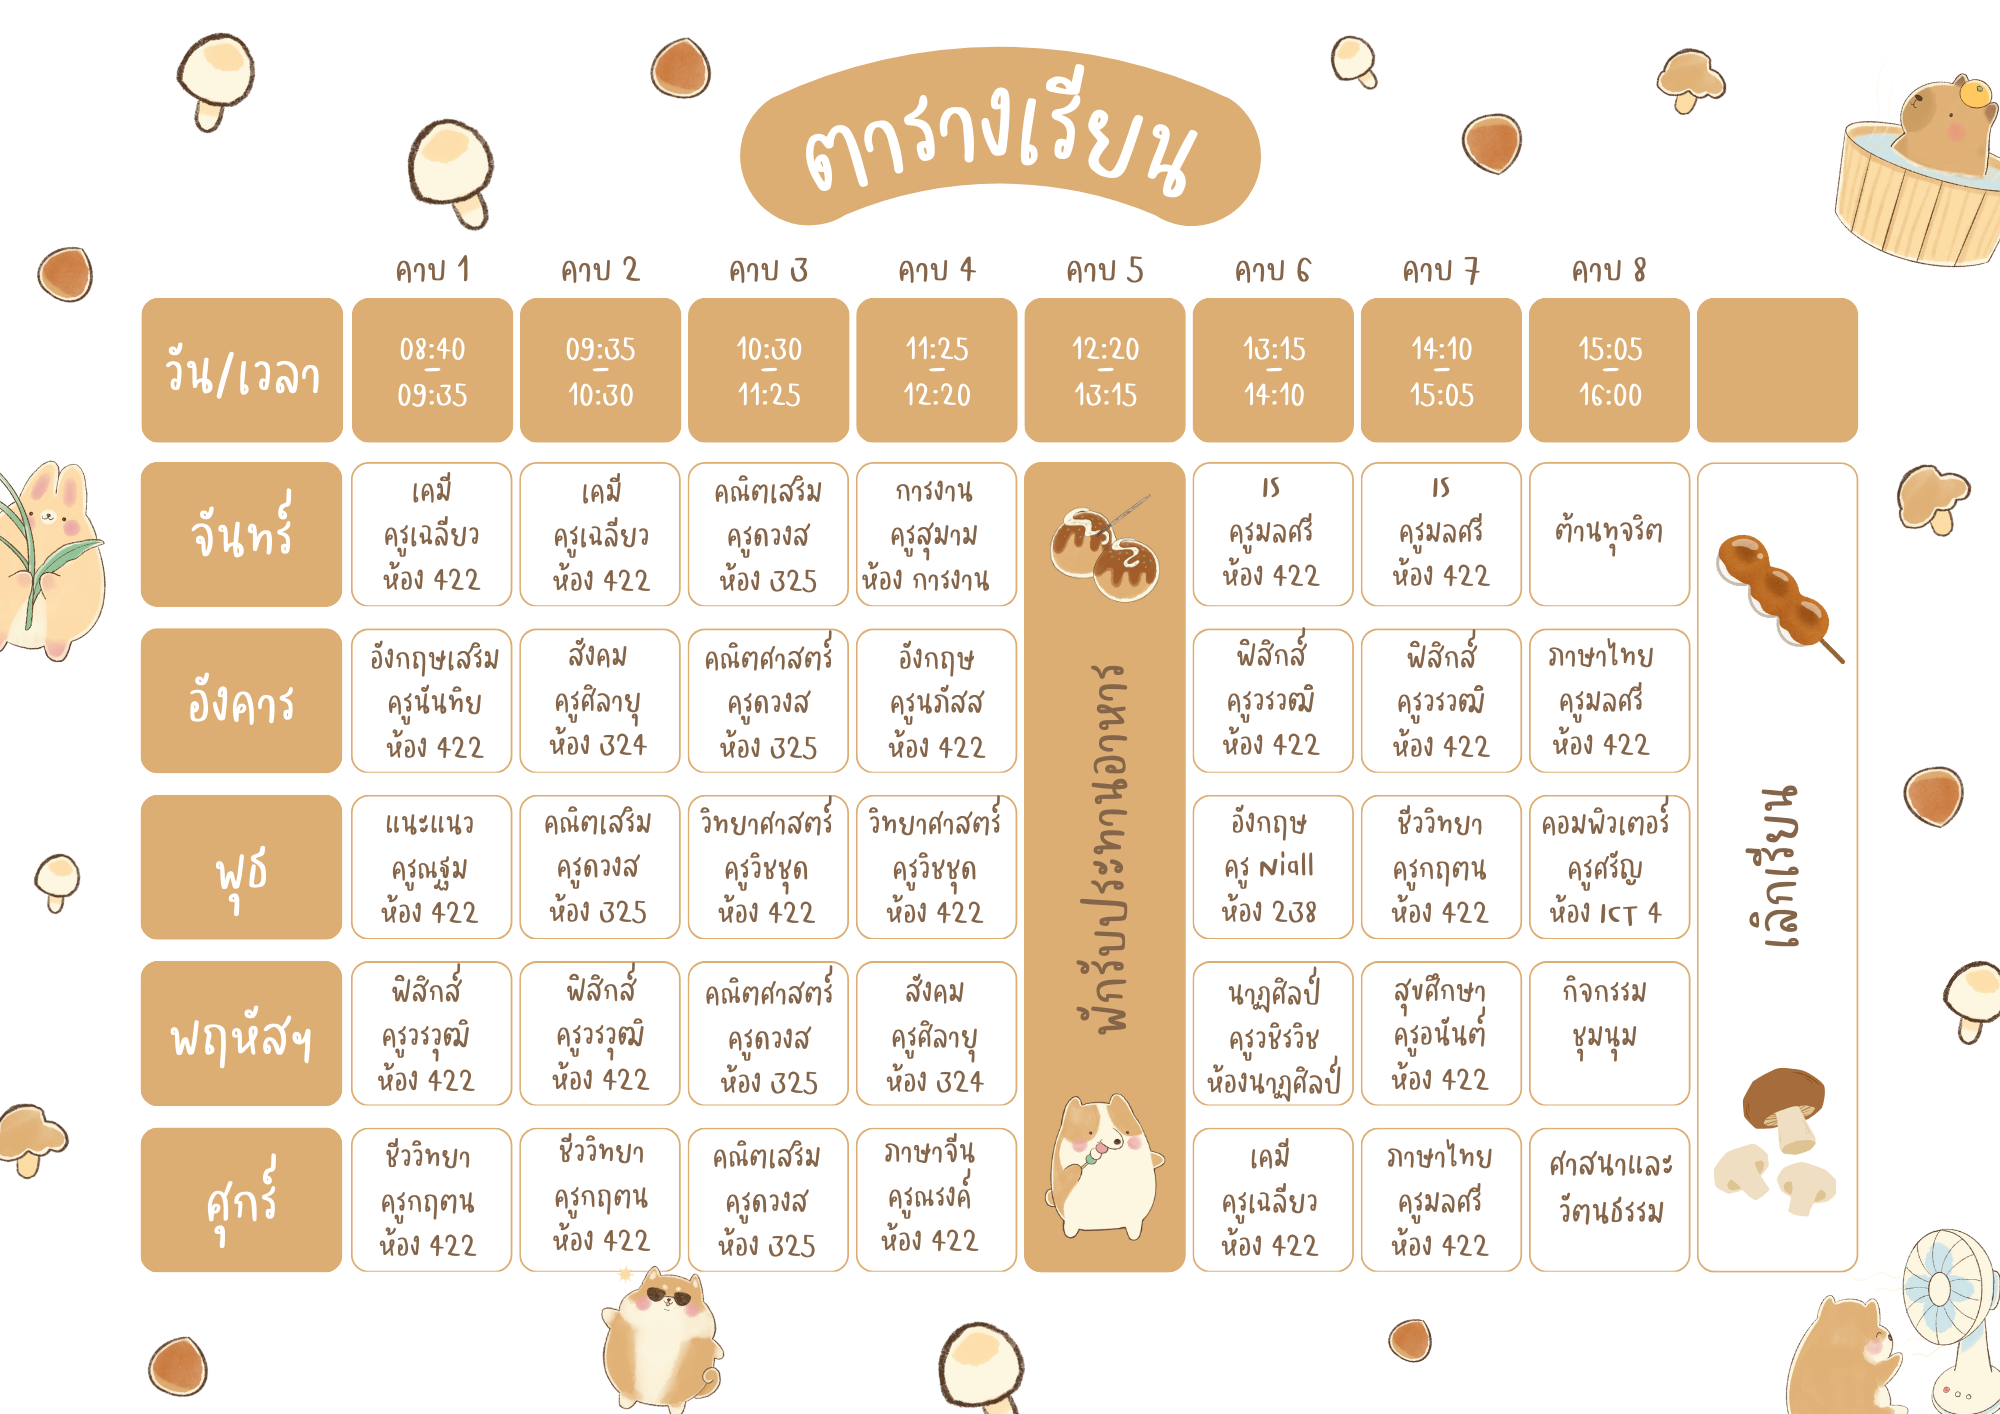 ตารางเรียน
คาบ 1 คาบ 2 คาบ 3 คาบ 4 คาบ 5 คาบ 6 คาบ 7 คาบ 8
วัน/เวลา
08:40 - 09:35
09:35 - 10:30
10:30 - 11:25
11:25 - 12:20
12:20 - 13:15
13:15 - 14:10
14:10 - 15:05
15:05 - 16:00
จันทร์
เคมี
ครูเฉลียว
ห้อง 422
เคมี
ครูเฉลียว
ห้อง 422
คณิตเสริม
ครูดวงส
ห้อง 325
การงาน
ครูสุมาม
ห้อง การงาน
IS
ครูมลศรี
ห้อง 422
IS
ครูมลศรี
ห้อง 422
ต้านทุจริต
อังคาร
อังกฤษเสริม
ครูนันทิย
ห้อง 422
สังคม
ครูศิลายุ
ห้อง 324
คณิตศาสตร์
ครูดวงส
ห้อง 325
อังกฤษ
ครูนภัสส
ห้อง 422
ฟิสิกส์
ครูวรวฒิ
ห้อง 422
ฟิสิกส์
ครูวรวฒิ
ห้อง 422
ภาษาไทย
ครูมลศรี
ห้อง 422
พุธ
แนะแนว
ครูณฐม
ห้อง 422
คณิตเสริม
ครูดวงส
ห้อง 325
วิทยาศาสตร์
ครูวิชชุด
ห้อง 422
วิทยาศาสตร์
ครูวิชชุด
ห้อง 422
อังกฤษ
ครู Niall
ห้อง 238
ชีววิทยา
ครูกฤตน
ห้อง 422
คอมพิวเตอร์
ครูศรัญ
ห้อง ICT 4
พฤหัสฯ
ฟิสิกส์
ครูวรวุฒิ
ห้อง 422
ฟิสิกส์
ครูวรวุฒิ
ห้อง 422
คณิตศาสตร์
ครูดวงส
ห้อง 325
สังคม
ครูศิลายุ
ห้อง 324
นาฏศิลป์
ครูวชิรวิช
ห้องนาฏศิลป์
สุขศึกษา
ครูอนันต์
ห้อง 422
กิจกรรม
ชุมนุม
ศุกร์
ชีววิทยา
ครูกฤตน
ห้อง 422
ชีววิทยา
ครูกฤตน
ห้อง 422
คณิตเสริม
ครูดวงส
ห้อง 325
ภาษาจีน
ครูณรงค์
ห้อง 422
เคมี
ครูเฉลียว
ห้อง 422
ภาษาไทย
ครูมลศรี
ห้อง 422
ศาสนาและ
วัฒนธรรม
พักรับประทานอาหาร
เลิกเรียน